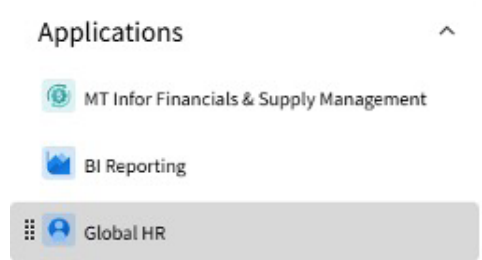 Applications
MT Infor Financials & Supply Management
BI Reporting
Global HR